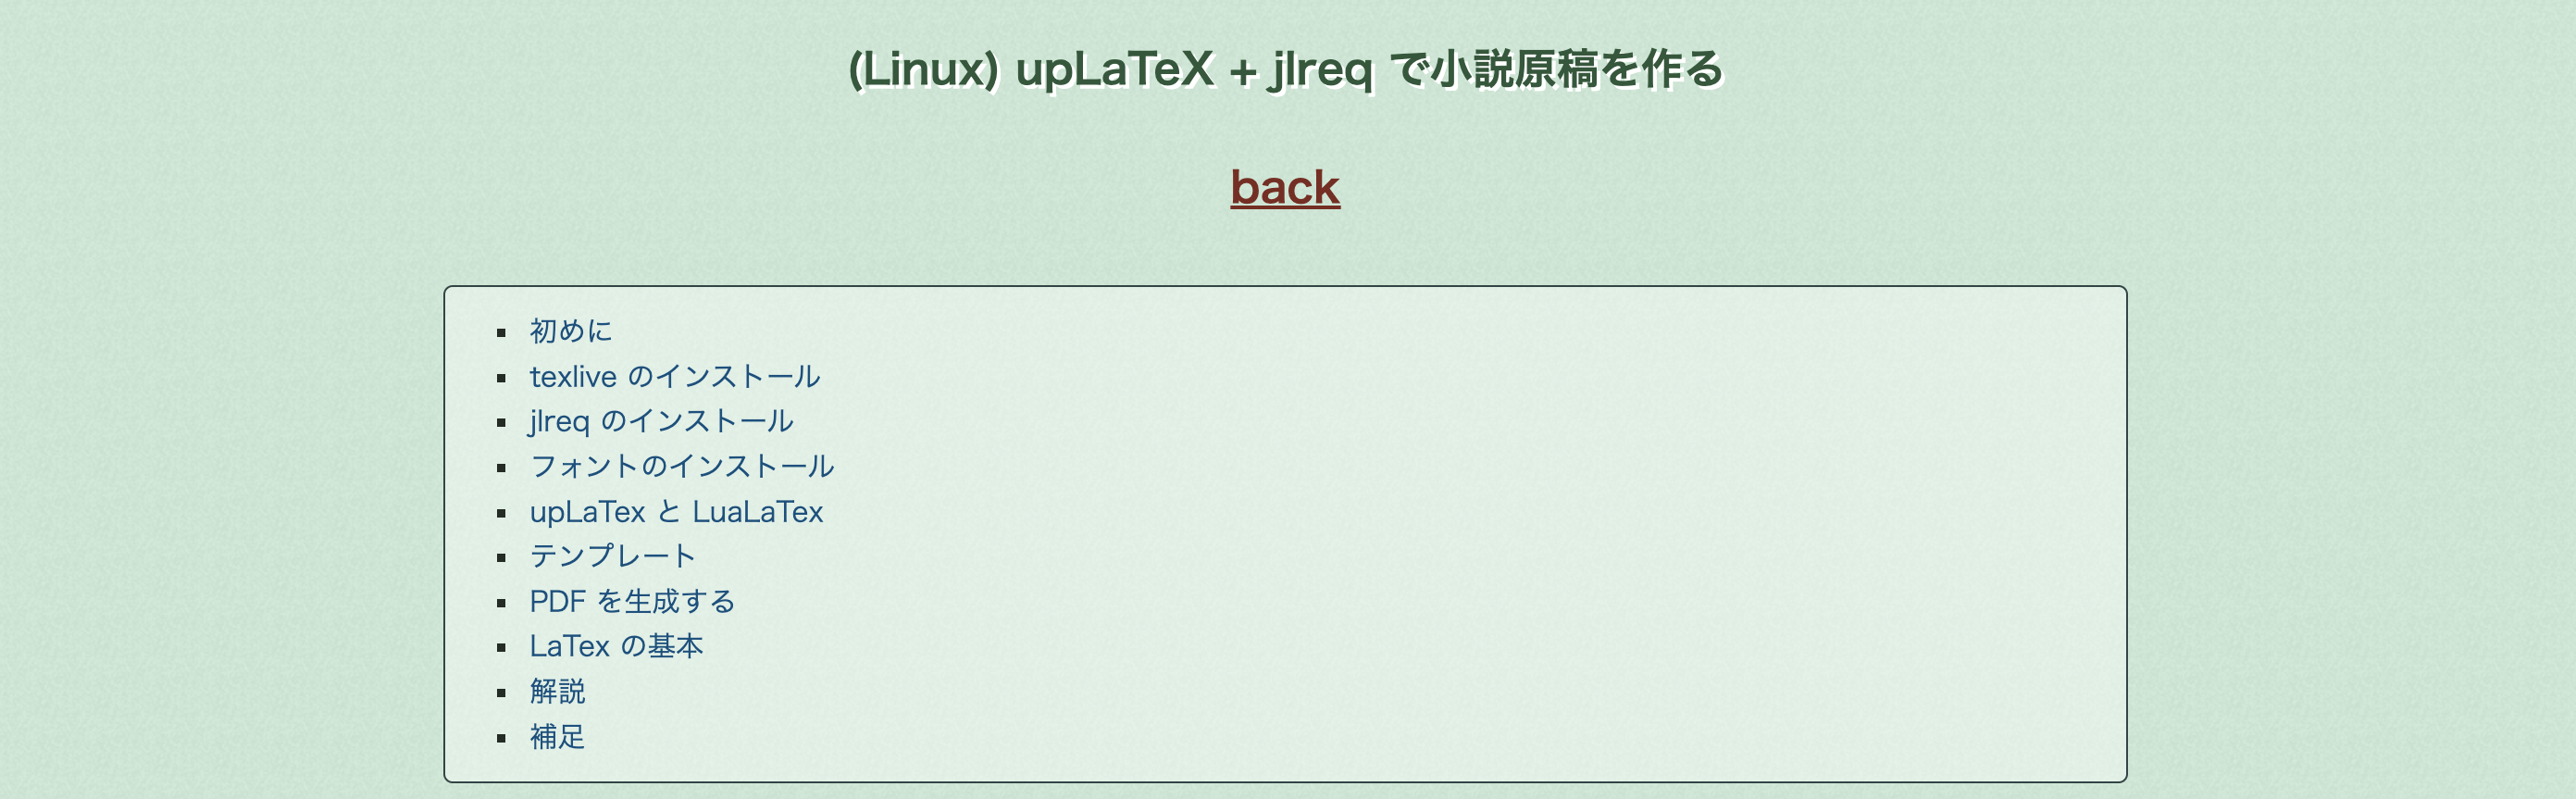 (Linux) upLaTeX + jlreq で小説原稿を作る
back
初めに
texlive のインストール
jlreq のインストール
フォントのインストール
upLaTex と LuaLaTex
テンプレート
PDF を生成する
LaTex の基本
解説
補足